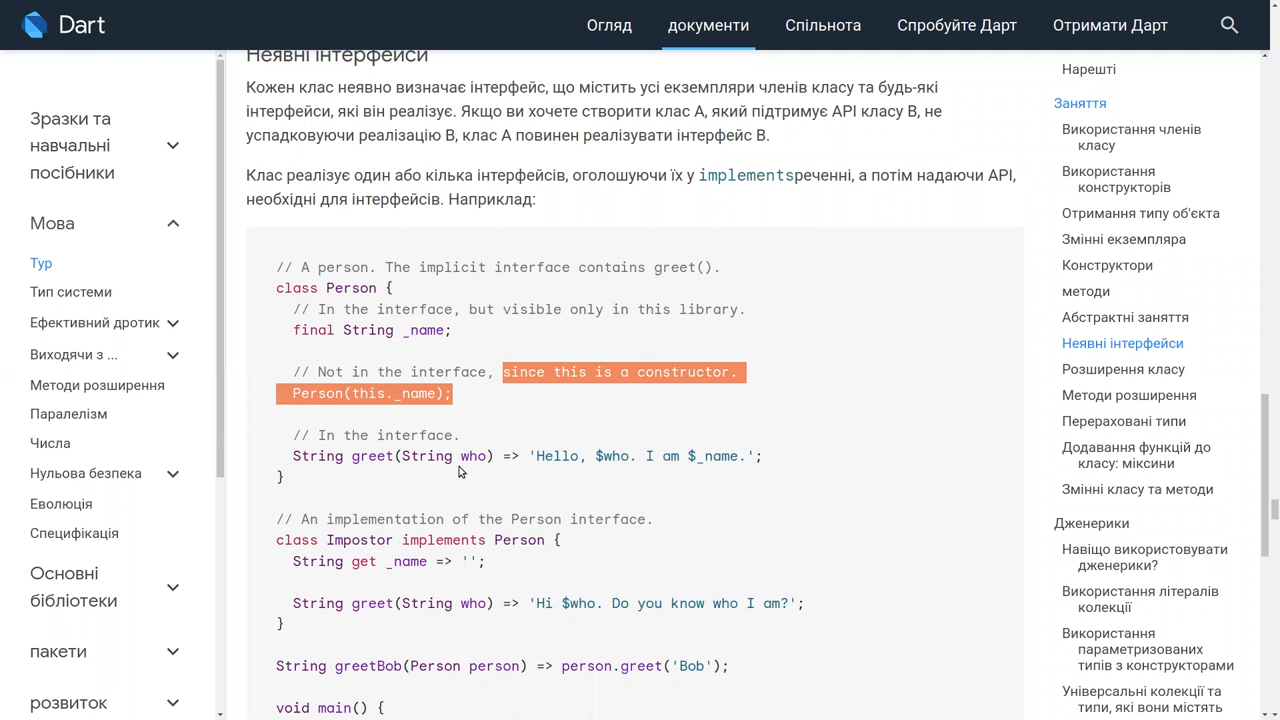 Dart
Огляд
документи
Спільнота
Спробуйте Дарт
Отримати Дарт
Зразки та
навчальні
посібники
Мова
Тур
Тип системи
Ефективний дротик
Виходячи з ...
Методи розширення
Паралелізм
Числа
Нульова безпека
Еволюція
Специфікація
Основні
бібліотеки
пакети
розвиток
Неявні інтерфейси
Кожен клас неявно визначає інтерфейс, що містить усі екземпляри членів класу та будь-які
інтерфейси, які він реалізує. Якщо ви хочете створити клас A, який підтримує API класу B, не
успадковуючи реалізацію B, клас A повинен реалізувати інтерфейс B.
Клас реалізує один або кілька інтерфейсів, оголошуючи їх у implementsреченні, а потім надаючи API,
необхідні для інтерфейсів. Наприклад:
// A person. The implicit interface contains greet().
class Person {
// In the interface, but visible only in this library.
final String _name;
// Not in the interface, since this is a constructor.
Person(this._name);
// In the interface.
String greet(String who) => 'Hello, $who. I am $_name.';
}
// An implementation of the Person interface.
class Impostor implements Person {
String get _name => '';
String greet(String who) => 'Hi $who. Do you know who I am?';
}
String greetBob(Person person) => person.greet('Bob');
void main() {
Нарешті
Заняття
Використання членів
класу
Використання
конструкторів
Отримання типу об'єкта
Змінні екземпляра
Конструктори
методи
Абстрактні заняття
Неявні інтерфейси
Розширення класу
Методи розширення
Перераховані типи
Додавання функцій до
класу: міксини
Змінні класу та методи
Дженерики
Навіщо використовувати
дженерики?
Використання літералів
колекції
Використання
параметризованих
типів з конструкторами
Універсальні колекції та
типи, які вони містять